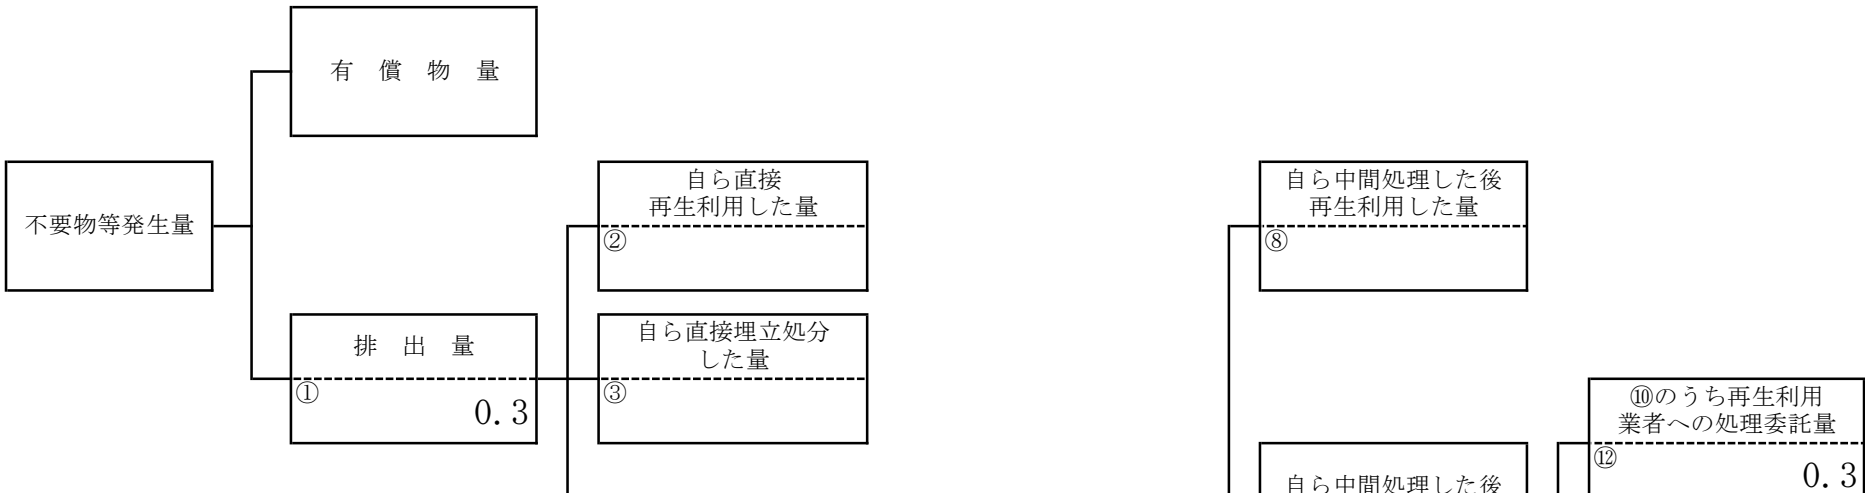 有　償　物　量
不要物等発生量
自ら直接
再生利用した量
②
自ら中間処理した後
再生利用した量
⑧
排　出　量
①
0.3
自ら直接埋立処分
した量
③
⑩のうち再生利用
業者への処理委託量
⑫
0.3
自ら中間処理した後